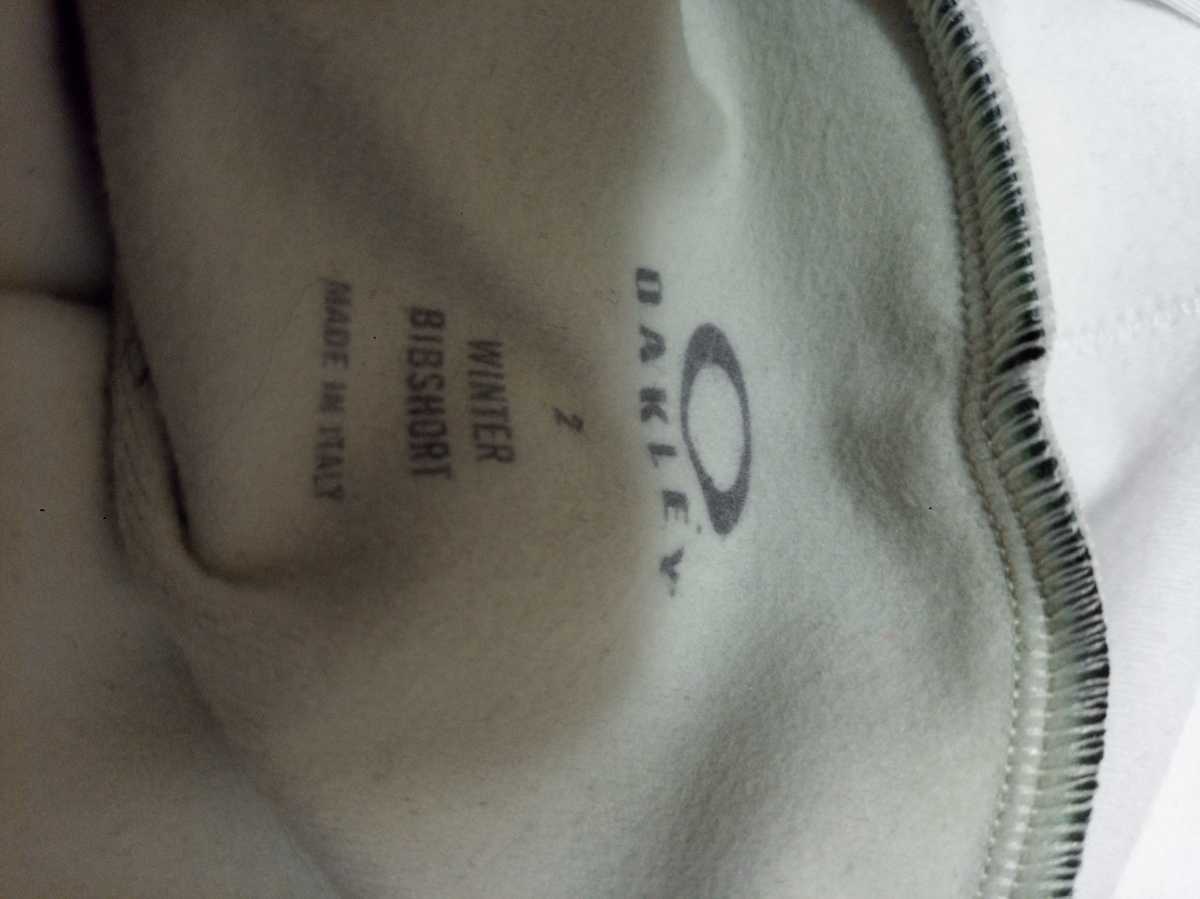 OAKLEY
2
WINTER
BIBSHORT
MADE IN ITALY